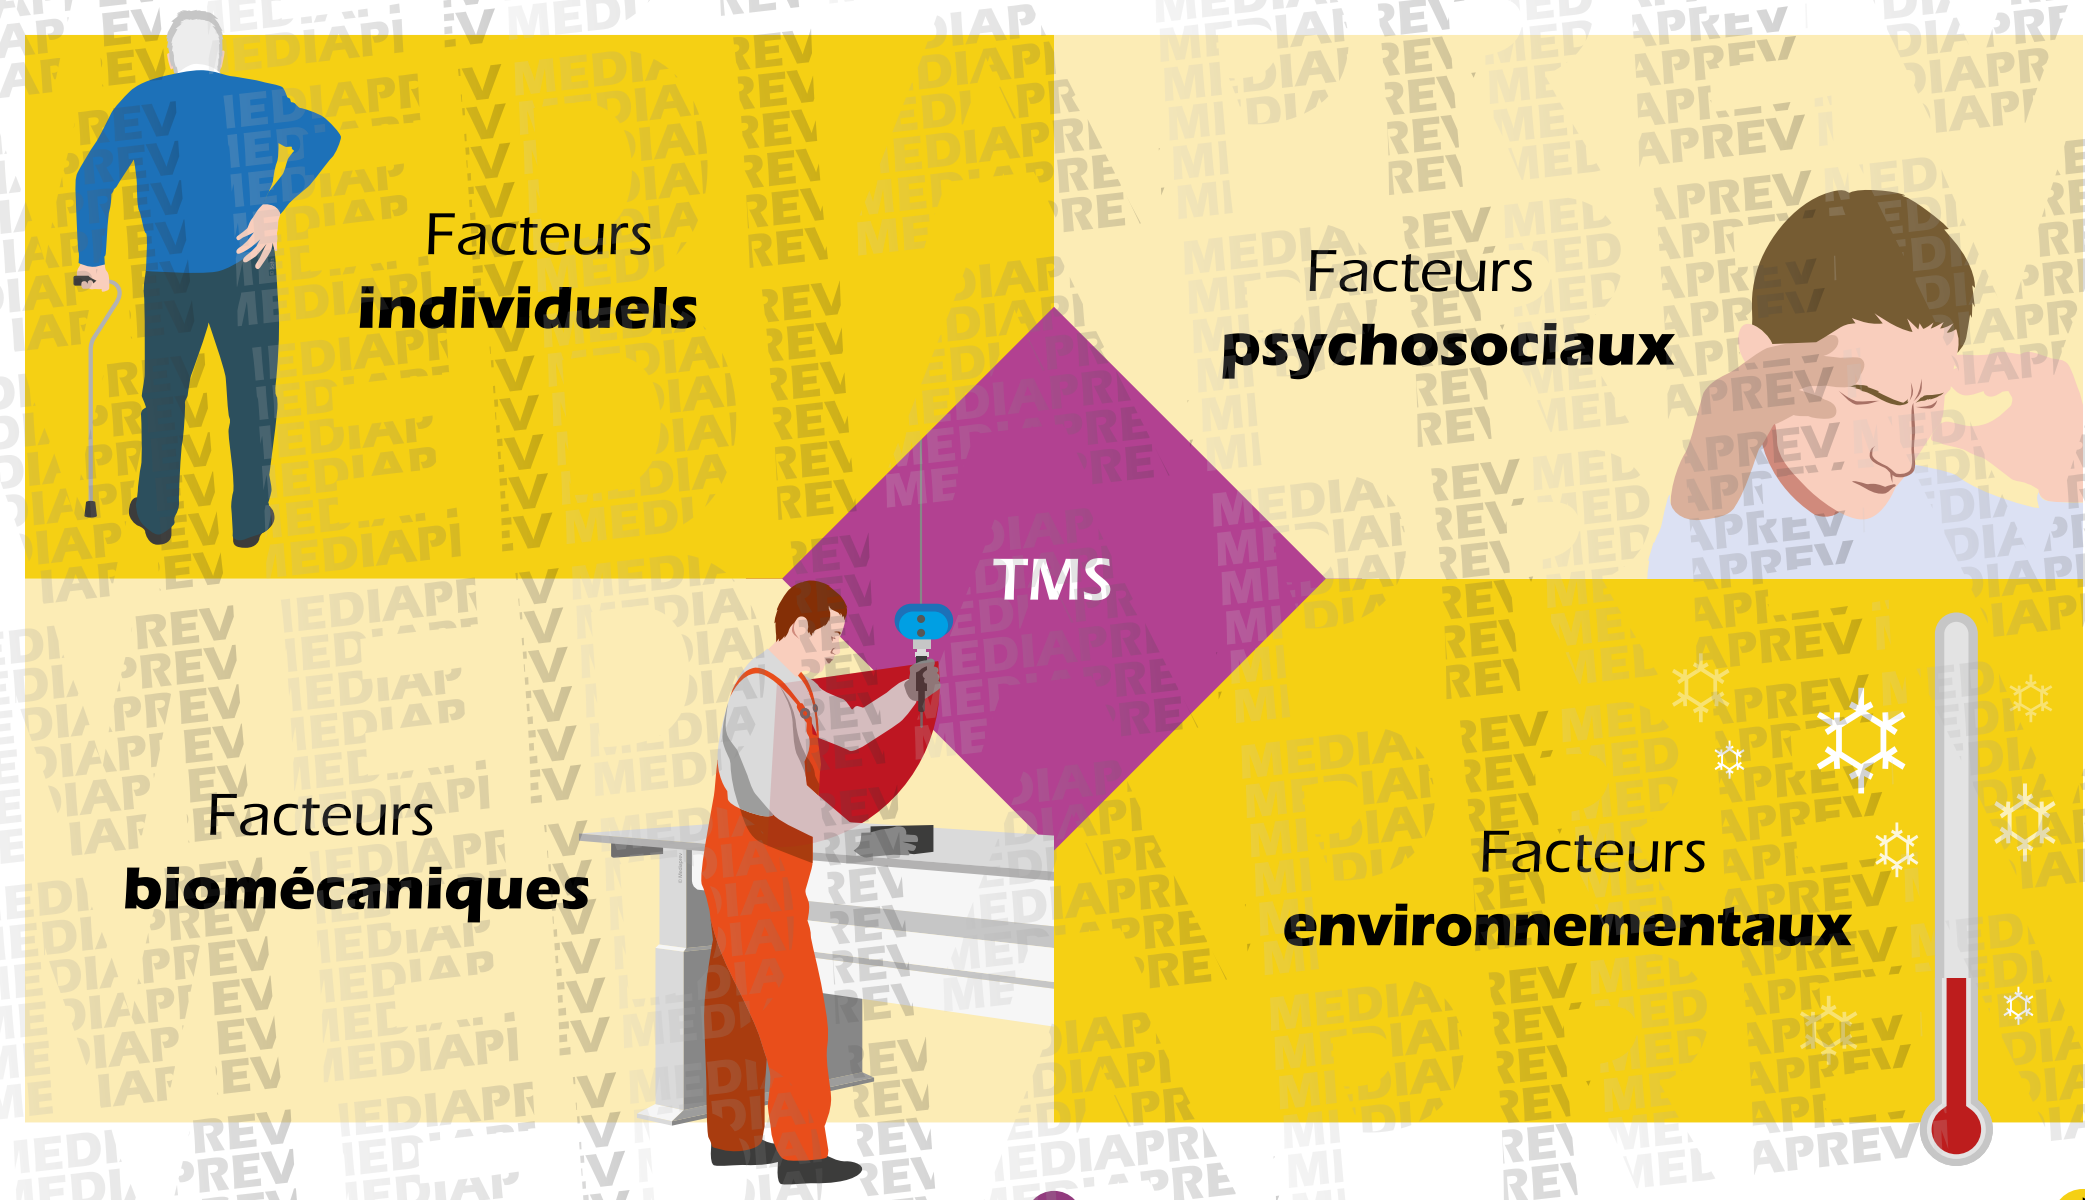 Facteurs
individuels
Facteurs
psychosociaux
TMS
Facteurs
biomécaniques
Facteurs
environnementaux